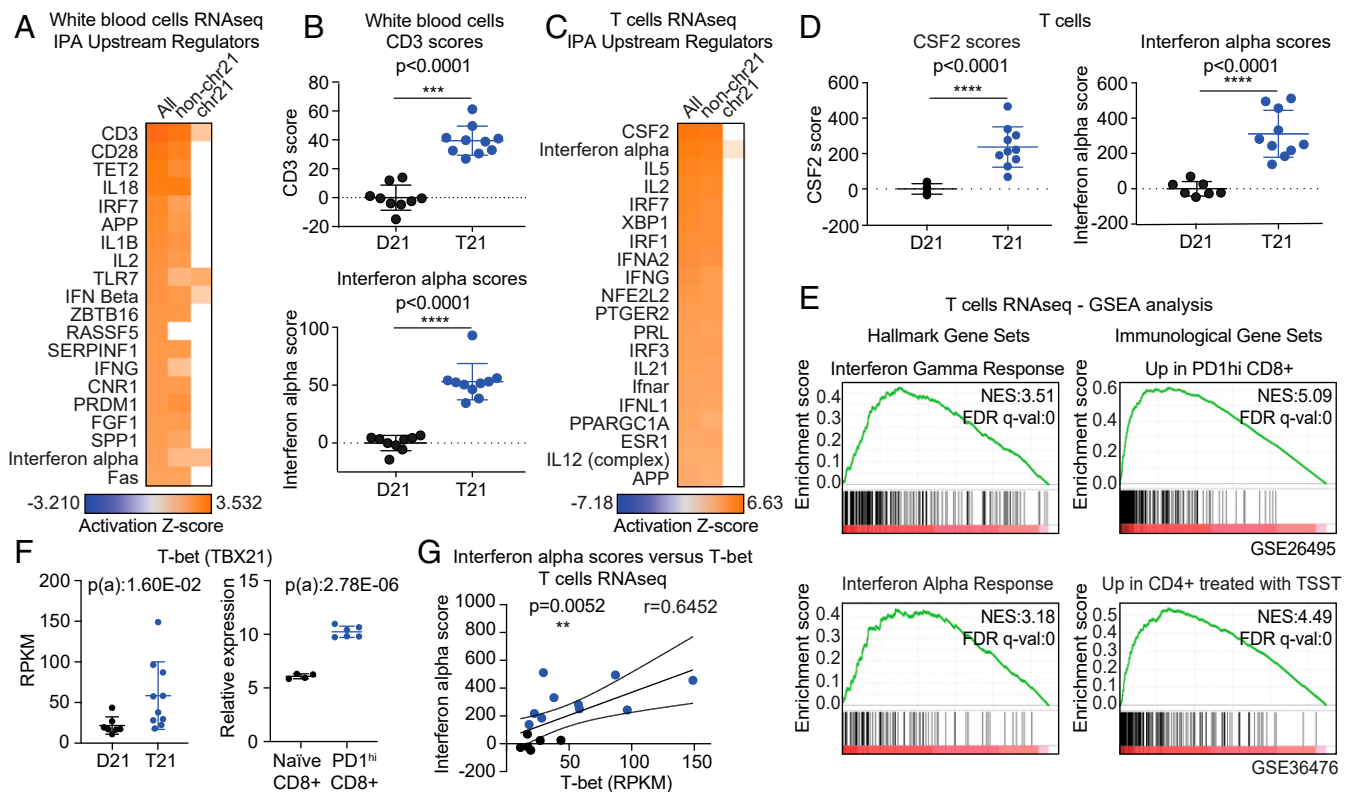 A
White blood cells RNAseq
IPA Upstream Regulators
All
non-chr21
chr21
CD3
CD28
TET2
IL18
IRF7
APP
IL1B
IL2
TLR7
IFN Beta
ZBTB16
RASSF5
SERPINF1
IFNG
CNR1
PRDM1
FGF1
SPP1
Interferon alpha
Fas
-3.210
3.532
Activation Z-score
B
White blood cells
CD3 scores
p<0.0001
***
CD3 score
80
60
40
20
0
-20
D21
T21
Interferon alpha scores
p<0.0001
****
Interferon alpha score
100
50
0
D21
T21
C
T cells RNAseq
IPA Upstream Regulators
All
non-chr21
chr21
CSF2
Interferon alpha
IL5
IL2
IRF7
XBP1
IRF1
IFNA2
IFNG
NFE2L2
PTGER2
PRL
IRF3
IL21
Ifnar
IFNL1
PPARGC1A
ESR1
IL12 (complex)
APP
-7.18
6.63
Activation Z-score
D
T cells
CSF2 scores
p<0.0001
****
CSF2 score
600
400
200
0
-200
D21
T21
Interferon alpha scores
p<0.0001
****
Interferon alpha score
600
400
200
0
-200
D21
T21
E
T cells RNAseq - GSEA analysis
Hallmark Gene Sets
Immunological Gene Sets
Interferon Gamma Response
NES:3.51
FDR q-val:0
Enrichment score
0.4
0.3
0.2
0.1
0.0
Up in PD1hi CD8+
NES:5.09
FDR q-val:0
Enrichment score
0.6
0.4
0.2
0.0
GSE26495
Interferon Alpha Response
NES:3.18
FDR q-val:0
Enrichment score
0.4
0.3
0.2
0.1
0.0
Up in CD4+ treated with TSST
NES:4.49
FDR q-val:0
Enrichment score
0.5
0.4
0.3
0.2
0.1
0.0
GSE36476
F
T-bet (TBX21)
p(a):1.60E-02
RPKM
200
150
100
50
0
D21
T21
p(a):2.78E-06
Relative expression
15
10
5
0
Naïve
CD8+
PD1hi
CD8+
G
Interferon alpha scores versus T-bet
T cells RNAseq
p=0.0052
**
r=0.6452
Interferon alpha score
1000
800
600
400
200
0
-200
50
100
150
T-bet (RPKM)